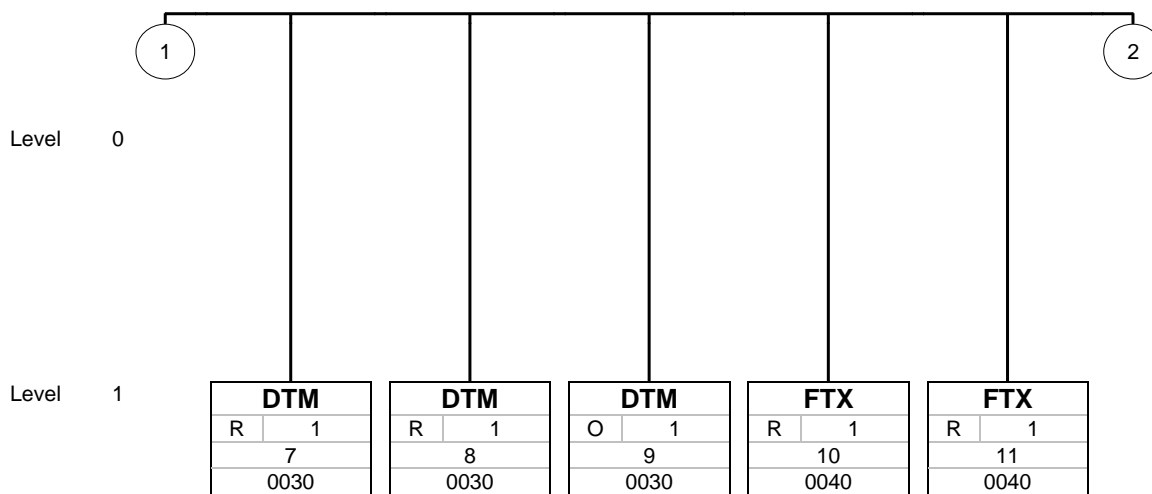 1 2
Level 0
Level 1
DTM DTM DTM FTX FTX
R 1 R 1 O 1 R 1 R 1
7 8 9 10 11
0030 0030 0030 0040 0040